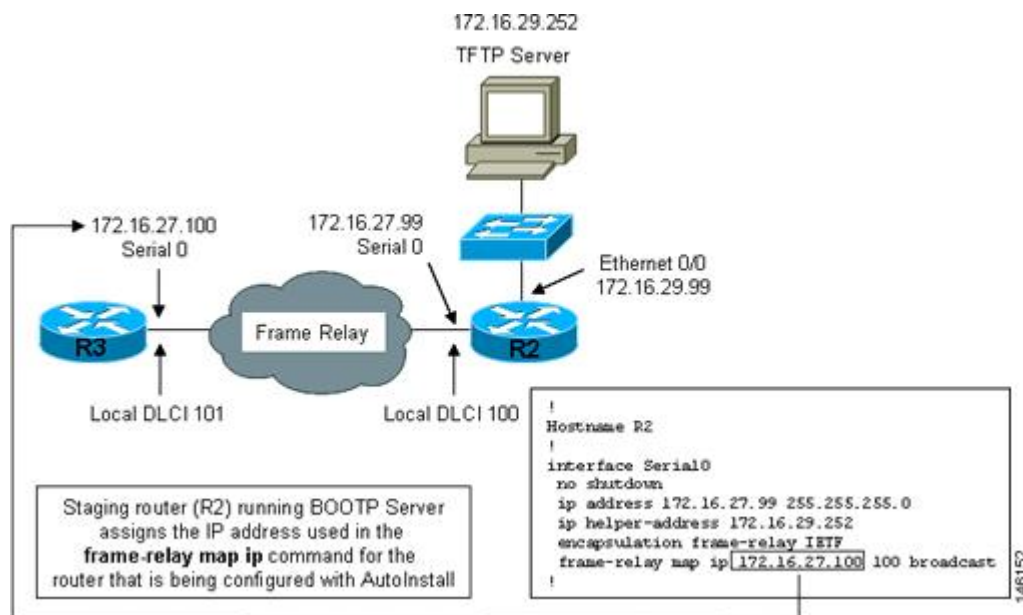 172.16.29.252
TFTP Server
172.16.27.100
Serial 0
172.16.27.99
Serial 0
Ethernet 0/0
172.16.29.99
R3
Frame Relay
R2
Local DLCI 101
Local DLCI 100
Staging router (R2) running BOOTP Server
assigns the IP address used in the
frame-relay map ip command for the
router that is being configured with AutoInstall
!
Hostname R2
!
interface Serial0
no shutdown
ip address 172.16.27.99 255.255.255.0
ip helper-address 172.16.29.252
encapsulation frame-relay IETF
frame-relay map ip 172.16.27.100 100 broadcast
!
146152